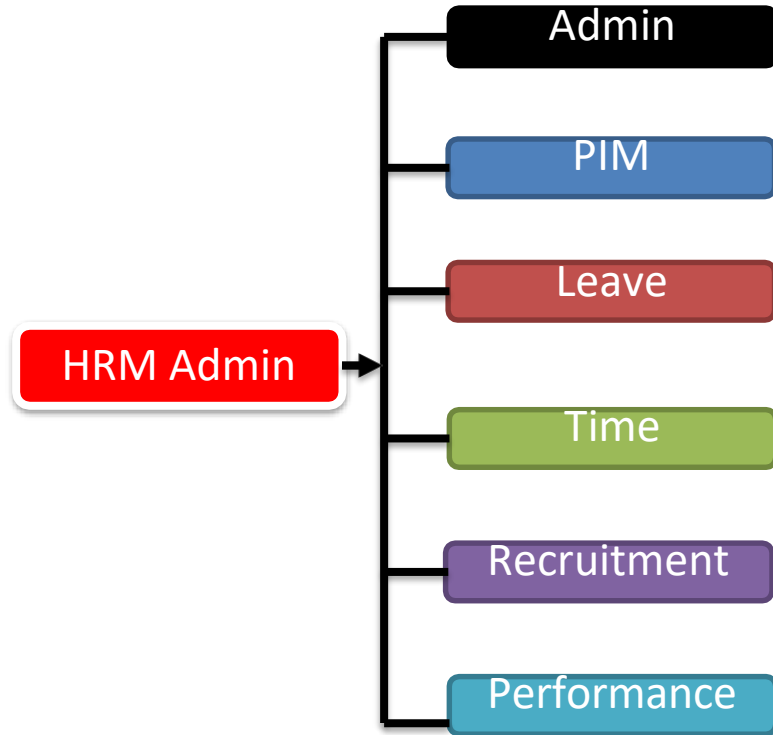 Admin
PIM
Leave
HRM Admin
Time
Recruitment
Performance